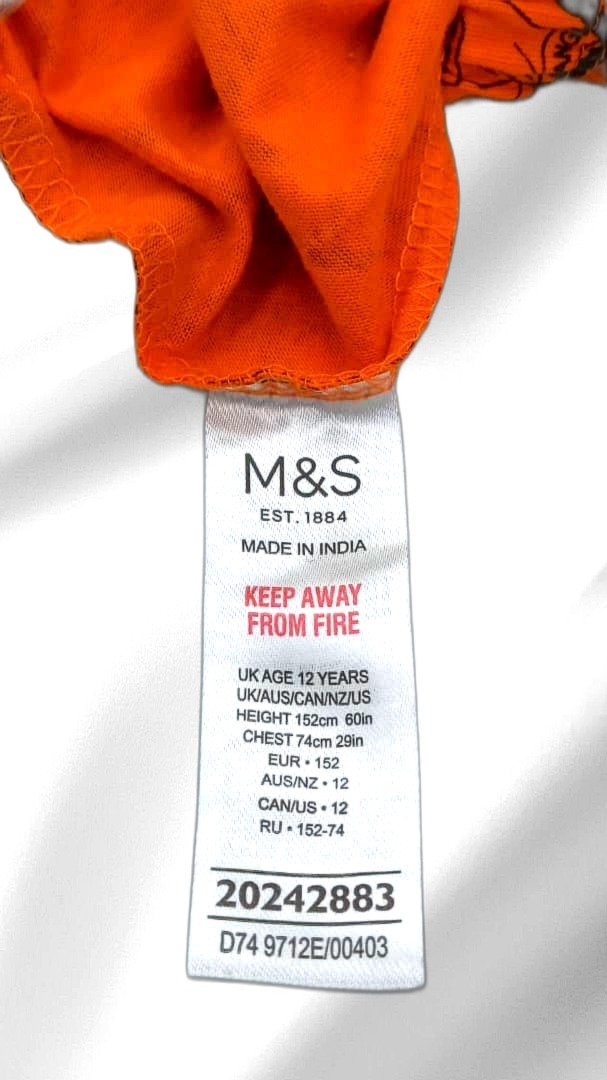 M&S
EST. 1884
MADE IN INDIA
KEEP AWAY
FROM FIRE
UK AGE 12 YEARS
UK/AUS/CAN/NZ/US
HEIGHT 152cm 60in
CHEST 74cm 29in
EUR • 152
AUS/NZ • 12
CAN/US • 12
RU • 152-74
20242883
D74 9712E/00403